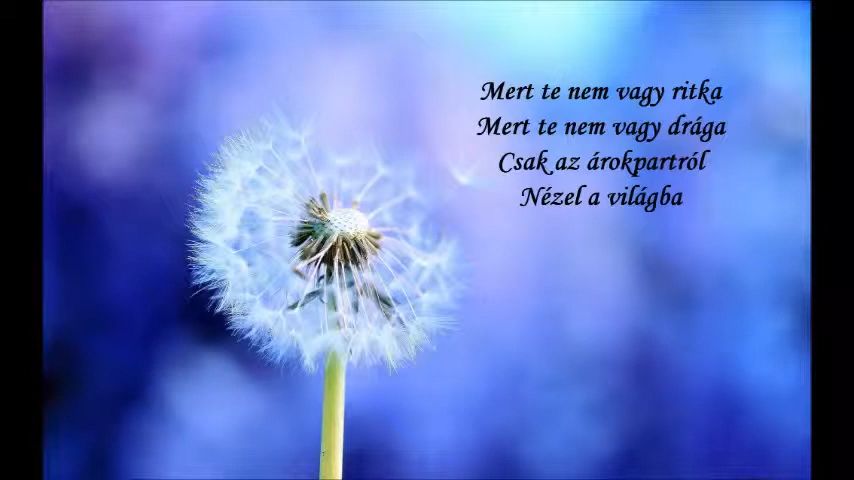 Mert te nem vagy ritka
Mert te nem vagy drága
Csak az árokpartról
Nézel a világba